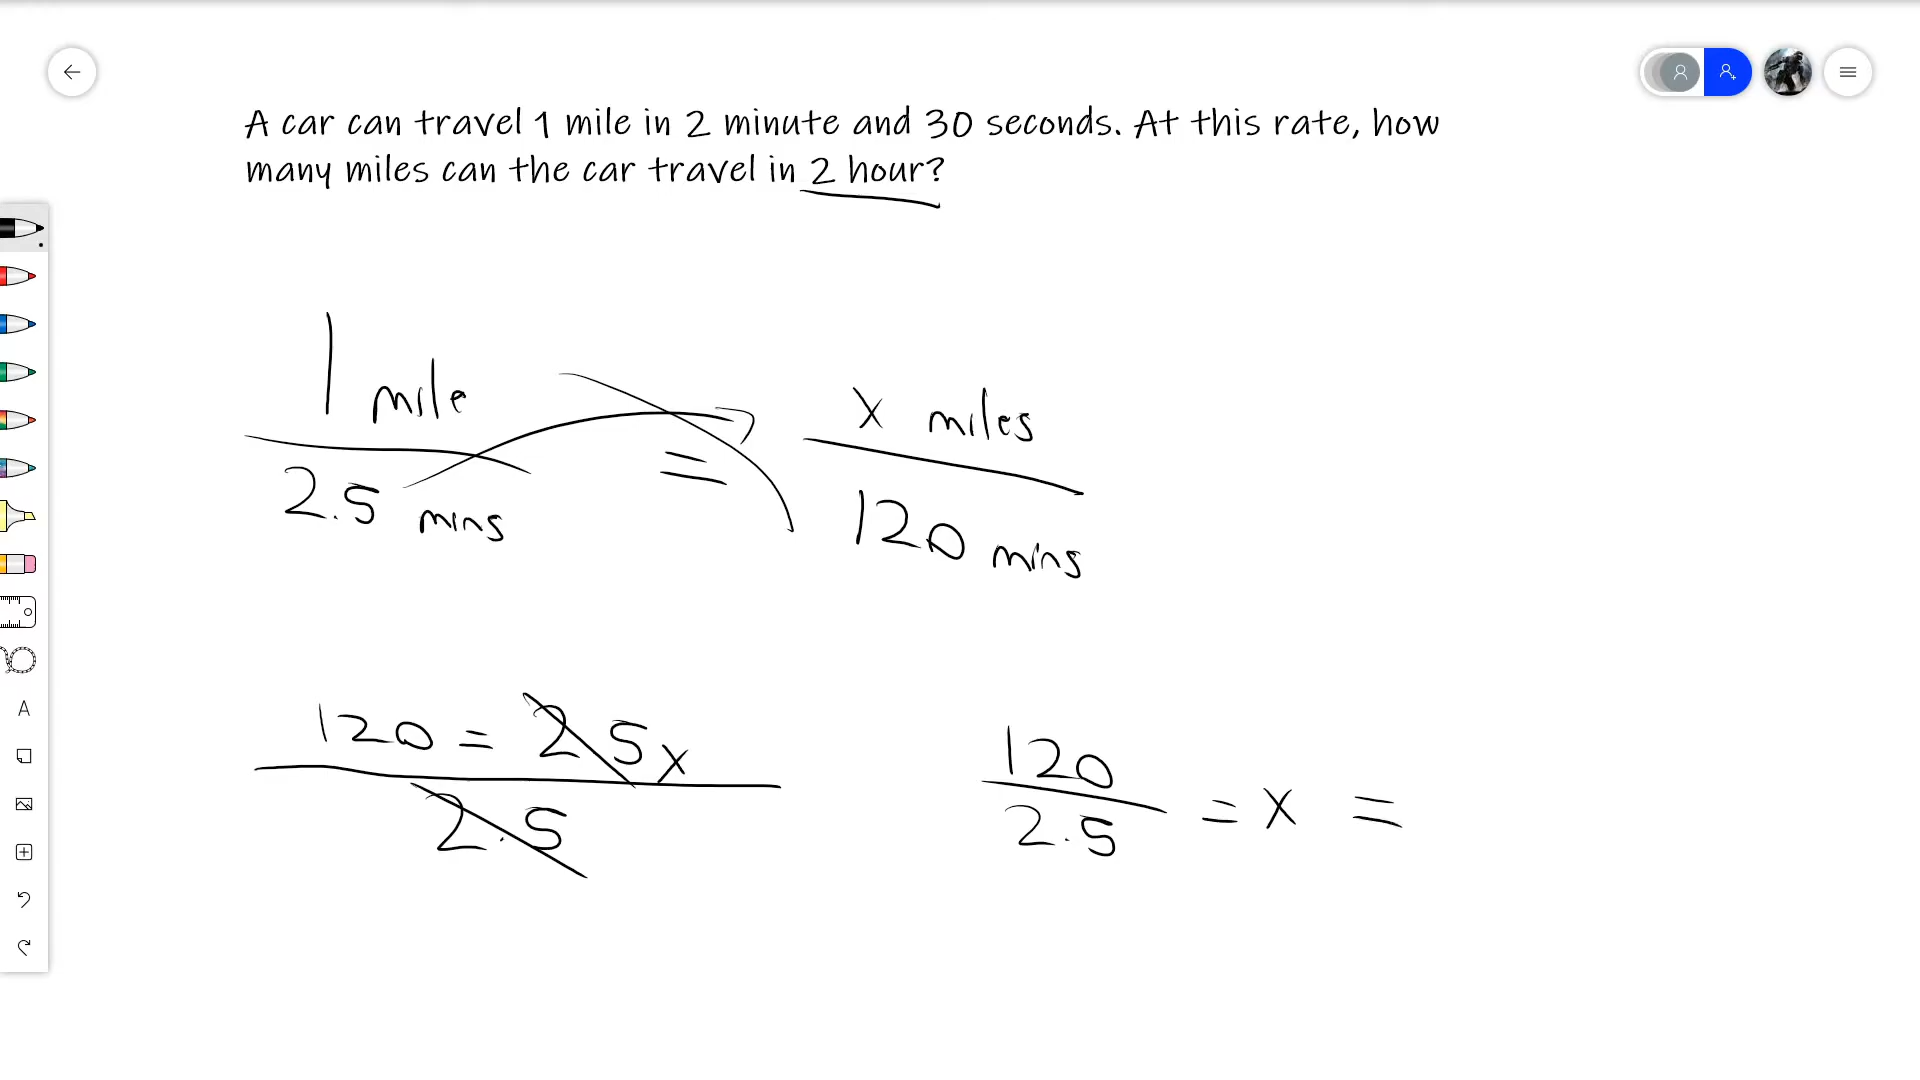 A car can travel 1 mile in 2 minute and 30 seconds. At this rate, how
many miles can the car travel in 2 hour?
1 mile
2.5 mins
=
x miles
120 mins
120 = 2.5x
2.5
120
2.5
= x =
A